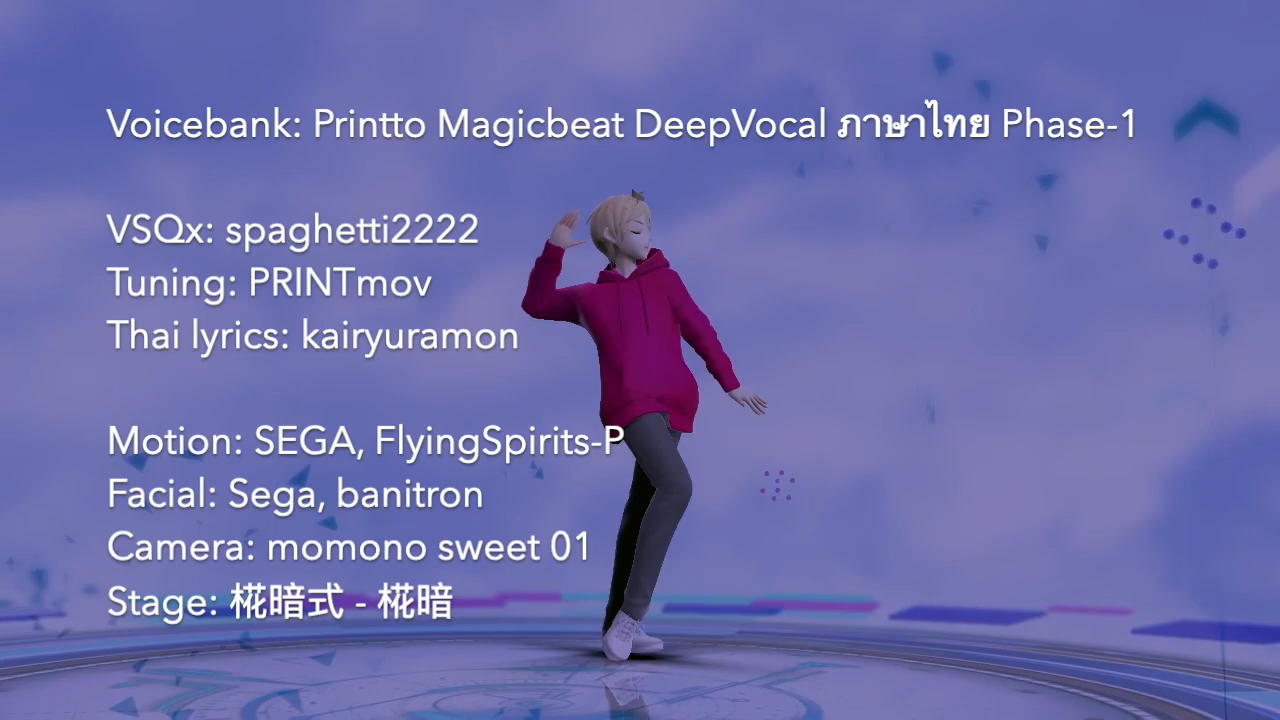 Voicebank: Printto Magicbeat DeepVocal ภาษาไทย Phase-1
VSQx: spaghetti2222
Tuning: PRINTmov
Thai lyrics: kairyuramon
Motion: SEGA, FlyingSpirits-P
Facial: Sega, banitron
Camera: momono sweet 01
Stage: 椛暗式 - 椛暗